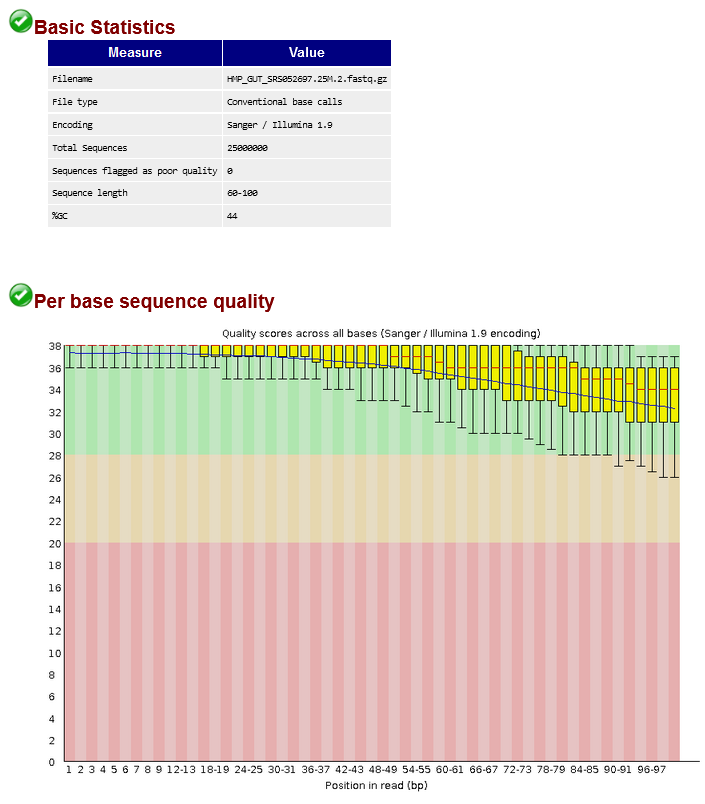 Basic Statistics
Measure Value
Filename HMP_GUT_SRS052697.25M.2.fastq.gz
File type Conventional base calls
Encoding Sanger / Illumina 1.9
Total Sequences 25000000
Sequences flagged as poor quality 0
Sequence length 60-100
%GC 44
Per base sequence quality
Quality scores across all bases (Sanger / Illumina 1.9 encoding)
38
36
34
32
30
28
26
24
22
20
18
16
14
12
10
8
6
4
2
0
1 2 3 4 5 6 7 8 9 12-13 18-19 24-25 30-31 36-37 42-43 48-49 54-55 60-61 66-67 72-73 78-79 84-85 90-91 96-97
Position in read (bp)